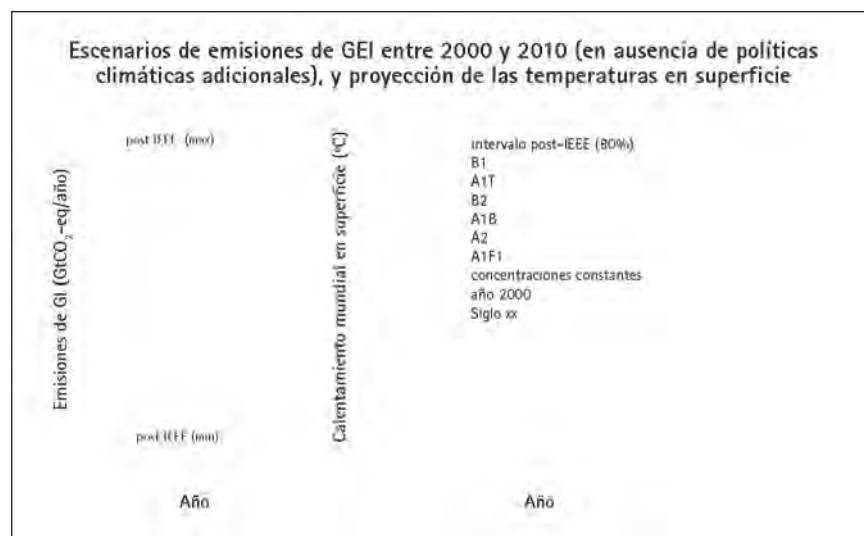 Escenarios de emisiones de GEI entre 2000 y 2010 (en ausencia de políticas
climáticas adicionales), y proyección de las temperaturas en superficie
Emisiones de GI (GtCO₂-eq/año)
post IEEE (max)
post IEEE (min)
Año
Calentamiento mundial en superficie (ºC)
intervalo post-IEEE (80%)
B1
A1T
B2
A1B
A2
A1F1
concentraciones constantes
año 2000
Siglo xx
Año